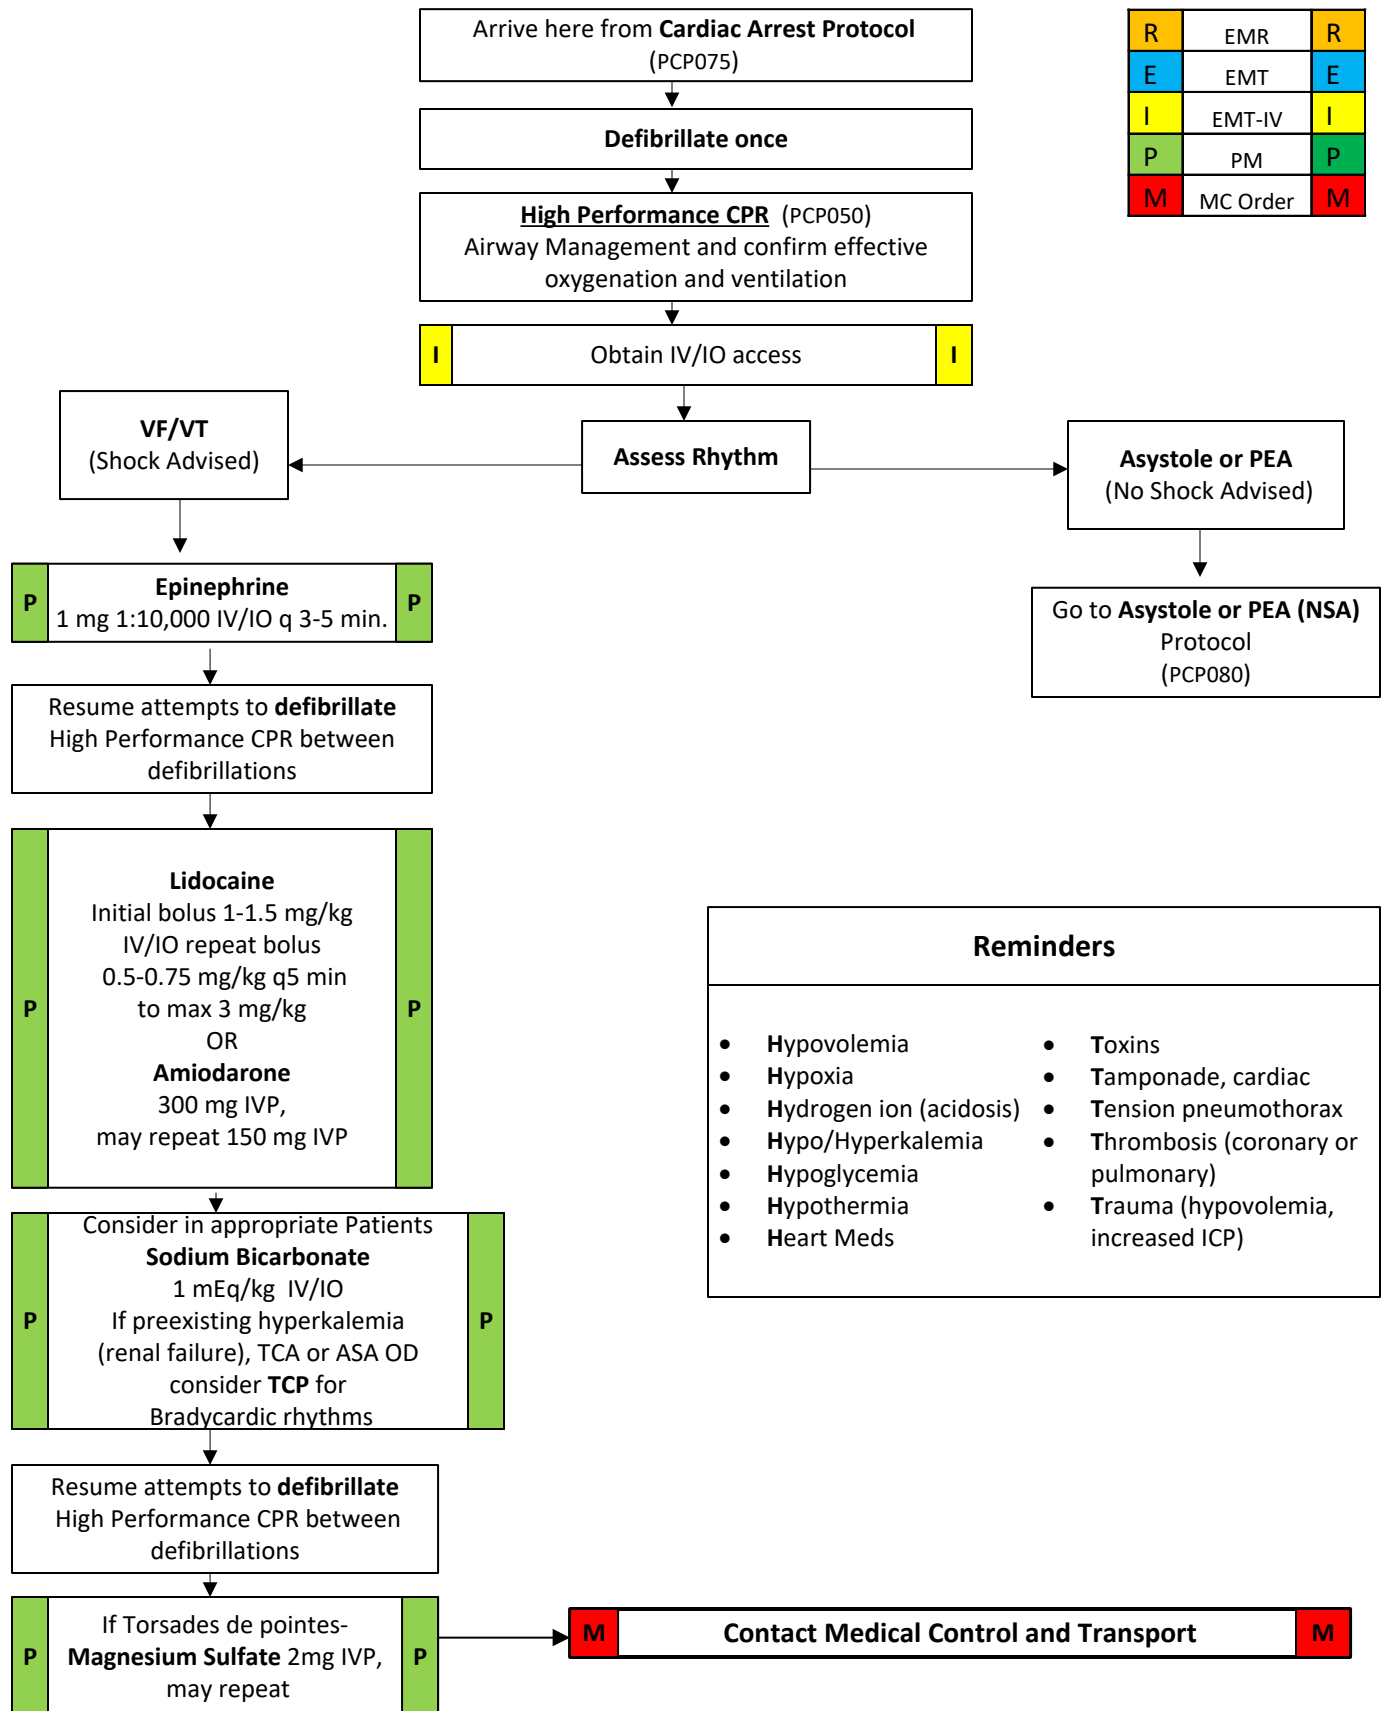 Arrive here from Cardiac Arrest Protocol
(PCP075)
R EMR R
E EMT E
I EMT-IV I
P PM P
M MC Order M
Defibrillate once
High Performance CPR (PCP050)
Airway Management and confirm effective
oxygenation and ventilation
I Obtain IV/IO access I
VF/VT
(Shock Advised)
Assess Rhythm
Asystole or PEA
(No Shock Advised)
P Epinephrine P
1 mg 1:10,000 IV/IO q 3-5 min.
Go to Asystole or PEA (NSA)
Protocol
(PCP080)
Resume attempts to defibrillate
High Performance CPR between
defibrillations
Lidocaine
Initial bolus 1-1.5 mg/kg
IV/IO repeat bolus
0.5-0.75 mg/kg q5 min
P to max 3 mg/kg P
OR
Amiodarone
300 mg IVP,
may repeat 150 mg IVP
Reminders
• Hypovolemia
• Hypoxia
• Hydrogen ion (acidosis)
• Hypo/Hyperkalemia
• Hypoglycemia
• Hypothermia
• Heart Meds
• Toxins
• Tamponade, cardiac
• Tension pneumothorax
• Thrombosis (coronary or
pulmonary)
• Trauma (hypovolemia,
increased ICP)
Consider in appropriate Patients
Sodium Bicarbonate
1 mEq/kg IV/IO
P If preexisting hyperkalemia P
(renal failure), TCA or ASA OD
consider TCP for
Bradycardic rhythms
Resume attempts to defibrillate
High Performance CPR between
defibrillations
If Torsades de pointes-
P Magnesium Sulfate 2mg IVP, P
may repeat
M Contact Medical Control and Transport M